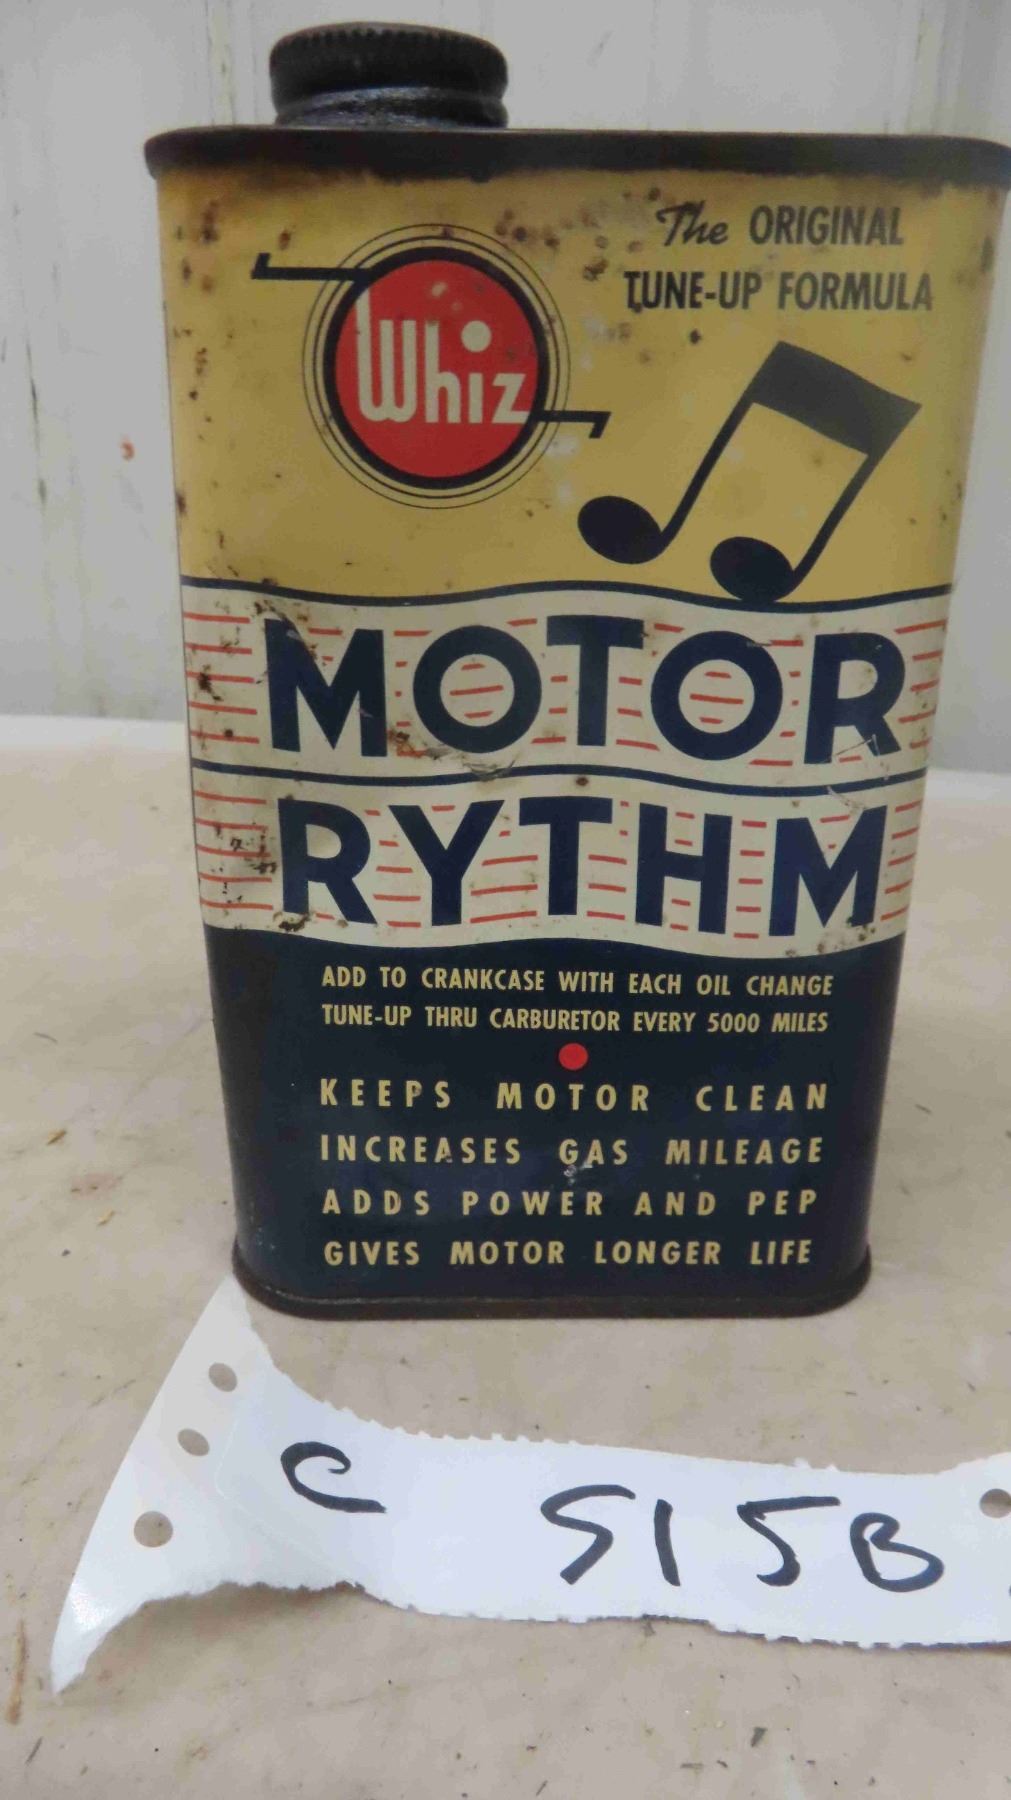 The ORIGINAL
TUNE-UP FORMULA
Whiz
MOTOR
RYTHM
ADD TO CRANKCASE WITH EACH OIL CHANGE
TUNE-UP THRU CARBURETOR EVERY 5000 MILES
KEEPS MOTOR CLEAN
INCREASES GAS MILEAGE
ADDS POWER AND PEP
GIVES MOTOR LONGER LIFE
C 515B